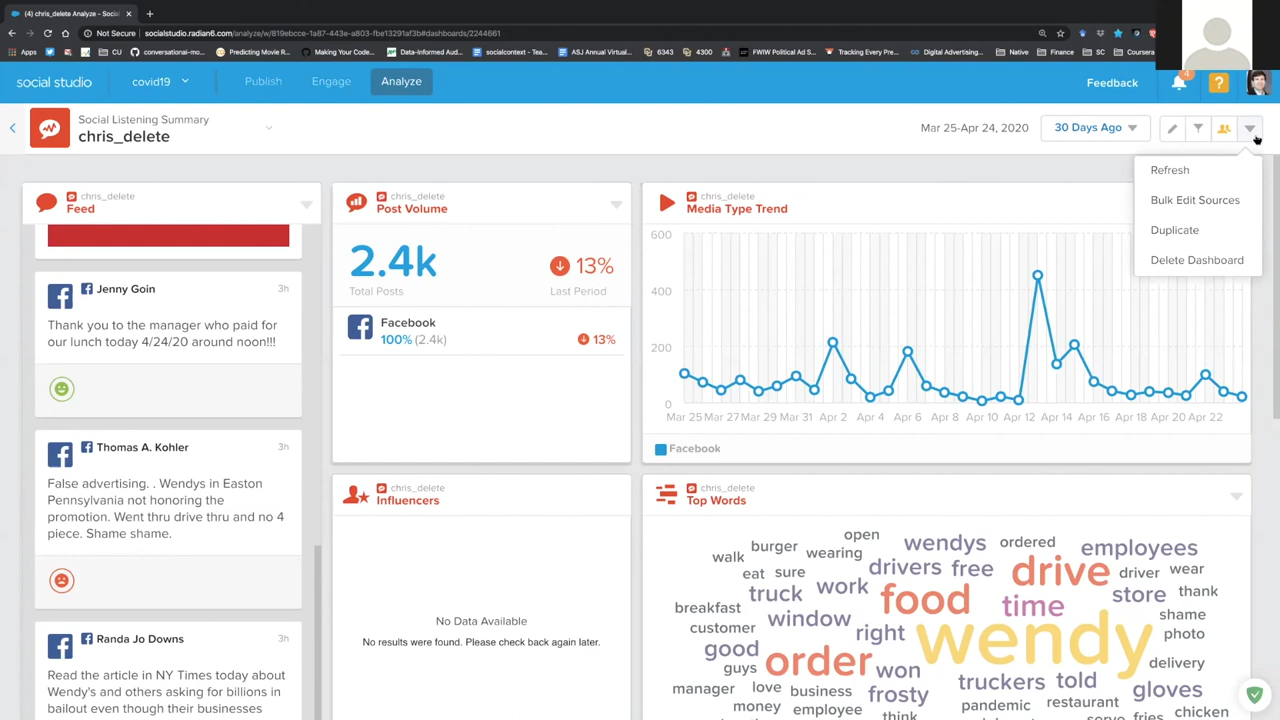 (4) chris_delete Analyze - Soci
Not Secure
socialstudio.radian6.com/analyze/w/819ebcce-1a87-443e-a803-fbe13291af3b#dashboards/2244661
Apps
CU
conversational-mo...
Predicting Movie R...
Making Your...
Data-Informed Aud...
socialcontext - Te...
ASJ Annual Virtual...
6343
4300
FWIW Political Ad S...
Tracking Every Pre...
Digital Advertising...
Native
Finance
SC
Coursera
social studio
covid19
Publish
Engage
Analyze
Feedback
4
?
Social Listening Summary
chris_delete
Mar 25-Apr 24, 2020
30 Days Ago
Refresh
Bulk Edit Sources
Duplicate
Delete Dashboard
chris_delete
Feed
Jenny Goin
3h
Thank you to the manager who paid for
our lunch today 4/24/20 around noon!!!
Thomas A. Kohler
3h
False advertising. . Wendys in Easton
Pennsylvania not honoring the
promotion. Went thru drive thru and no 4
piece. Shame shame.
Randa Jo Downs
3h
Read the article in NY Times today about
Wendy's and others asking for billions in
bailout even though their businesses
chris_delete
Post Volume
2.4k
Total Posts
13%
Last Period
Facebook
100% (2.4k)
13%
chris_delete
Media Type Trend
600
400
200
0
Mar 25 Mar 27 Mar 29 Mar 31 Apr 2 Apr 4 Apr 6 Apr 8 Apr 10 Apr 12 Apr 14 Apr 16 Apr 18 Apr 20 Apr 22
Facebook
chris_delete
Influencers
No Data Available
No results were found. Please check back again later.
chris_delete
Top Words
open
burger
wearing
wendys
ordered
employees
walk
eat
sure
drivers
free
drive
driver
wear
truck
work
food
time
store
thank
breakfast
window
shame
customer
right
wendy
photo
good
guys
order
won
truckers
told
delivery
manager
love
business
frosty
pandemic
restaurant
gloves
money
employee
think
serve
fries
chicken